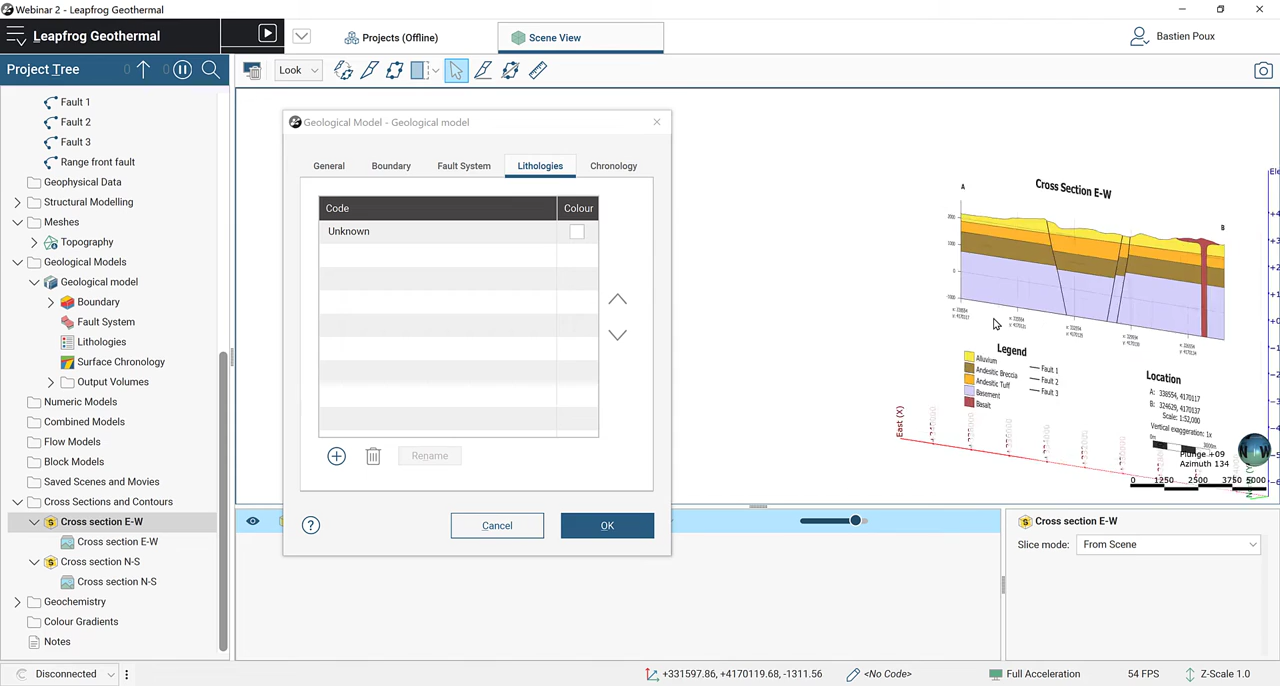 Webinar 2 - Leapfrog Geothermal
Leapfrog Geothermal
Projects (Offline)
Scene View
Bastien Poux
Project Tree
0
0
Look
Fault 1
Fault 2
Fault 3
Range front fault
Geophysical Data
Structural Modelling
Meshes
Topography
Geological Models
Geological model
Boundary
Fault System
Lithologies
Surface Chronology
Output Volumes
Numeric Models
Combined Models
Flow Models
Block Models
Saved Scenes and Movies
Cross Sections and Contours
Cross section E-W
Cross section E-W
Cross section N-S
Cross section N-S
Geochemistry
Colour Gradients
Notes
Geological Model - Geological model
General
Boundary
Fault System
Lithologies
Chronology
Code
Colour
Unknown
Rename
Cancel
OK
Cross Section E-W
A
B
Legend
Alluvium
Andesitic Breccia
Andesitic Tuff
Basement
Basalt
Fault 1
Fault 2
Fault 3
Location
A: 338554, 4170117
B: 324629, 4170137
Scale: 1:52,000
Vertical exaggeration: 1x
East (X)
Plunge +09
Azimuth 134
0 1250 2500 3750 5000
Cross section E-W
Slice mode: From Scene
Disconnected
+331597.86, +4170119.68, -1311.56
<No Code>
Full Acceleration
54 FPS
Z-Scale 1.0